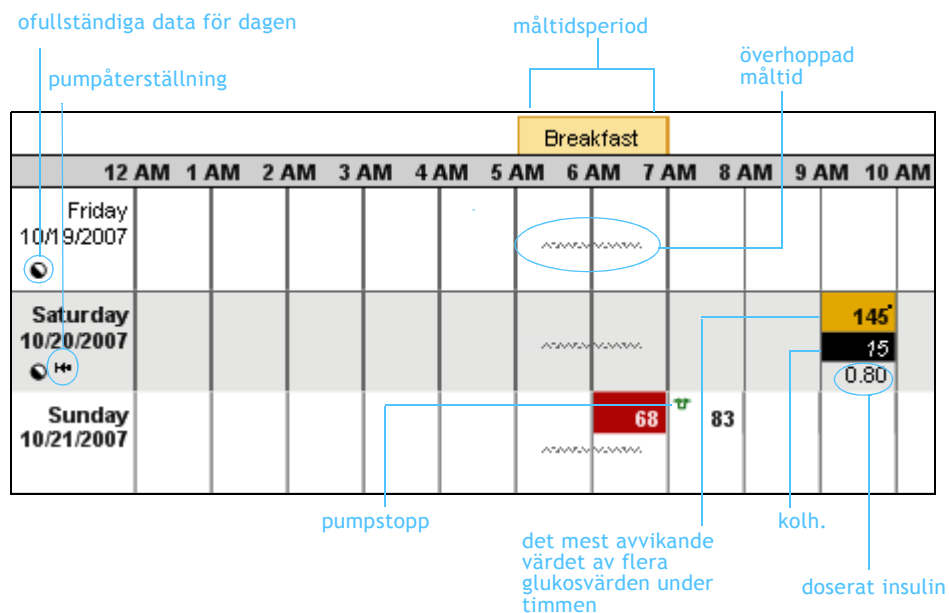 ofullständiga data för dagen
måltidsperiod
överhoppad
måltid
pumpåterställning
Breakfast
12 AM 1 AM 2 AM 3 AM 4 AM 5 AM 6 AM 7 AM 8 AM 9 AM 10 AM
Friday
10/19/2007
Saturday
10/20/2007
145
15
0.80
Sunday
10/21/2007
68
83
pumpstopp
kolh.
det mest avvikande
värdet av flera
glukosvärden under
timmen
doserat insulin